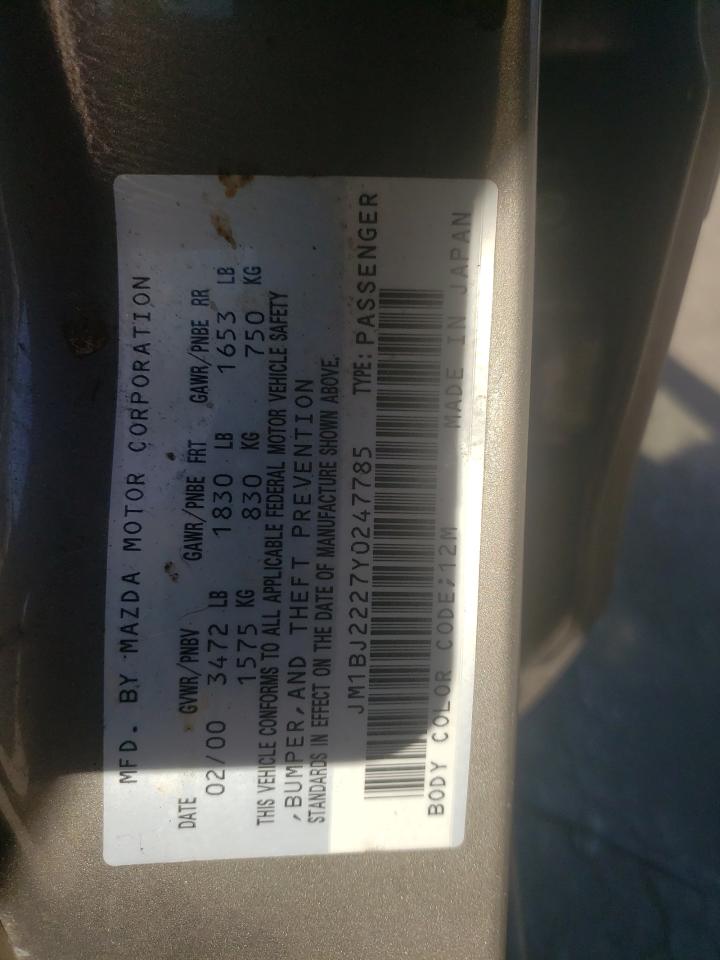 MFD. BY MAZDA MOTOR CORPORATION
DATE GVWR/PNBV GAWR/PNBE FRT GAWR/PNBE RR
02/00 3472 LB 1830 LB 1653 LB
1575 KG 830 KG 750 KG
THIS VEHICLE CONFORMS TO ALL APPLICABLE FEDERAL MOTOR VEHICLE SAFETY
,BUMPER,AND THEFT PREVENTION
STANDARDS IN EFFECT ON THE DATE OF MANUFACTURE SHOWN ABOVE.
JM1BJ2227Y0247785 TYPE: PASSENGER
BODY COLOR CODE;12M MADE IN JAPAN